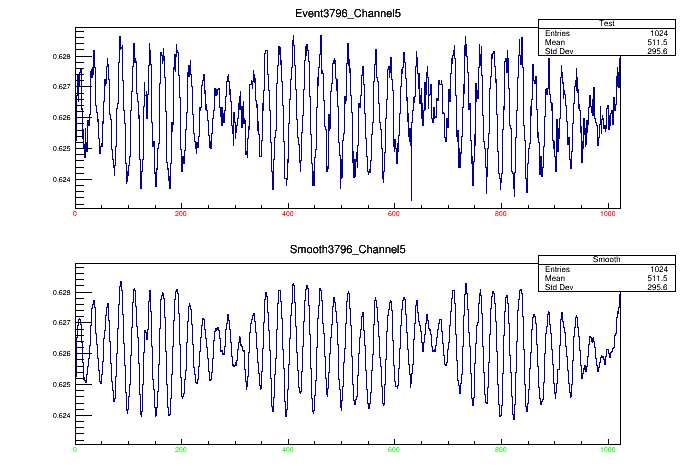 Event3796_Channel5
Test
Entries 1024
Mean 511.5
Std Dev 295.6
0.628
0.627
0.626
0.625
0.624
0 200 400 600 800 1000
Smooth3796_Channel5
Smooth
Entries 1024
Mean 511.5
Std Dev 295.6
0.628
0.627
0.626
0.625
0.624
0 200 400 600 800 1000